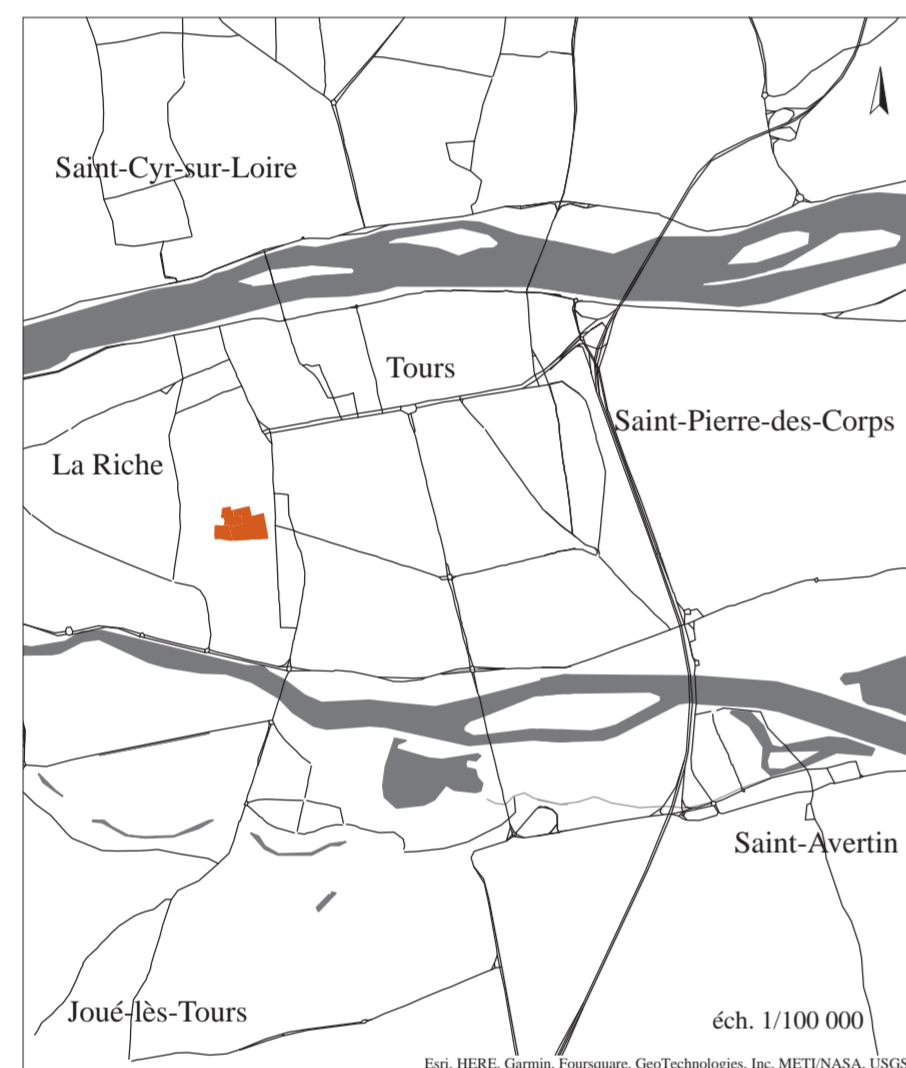 Saint-Cyr-sur-Loire
Tours
Saint-Pierre-des-Corps
La Riche
Saint-Avertin
Joué-lès-Tours
éch. 1/100 000
Esri, HERE, Garmin, Foursquare, GeoTechnologies, Inc, METI/NASA, USGS